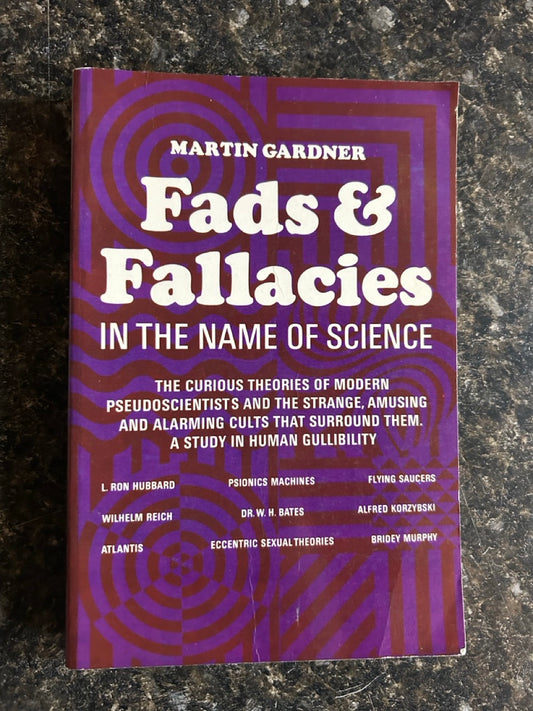 MARTIN GARDNER
Fads &
Fallacies
IN THE NAME OF SCIENCE
THE CURIOUS THEORIES OF MODERN
PSEUDOSCIENTISTS AND THE STRANGE, AMUSING
AND ALARMING CULTS THAT SURROUND THEM.
A STUDY IN HUMAN GULLIBILITY
L. RON HUBBARD PSIONICS MACHINES FLYING SAUCERS
WILHELM REICH DR. W. H. BATES ALFRED KORZYBSKI
ATLANTIS ECCENTRIC SEXUAL THEORIES BRIDEY MURPHY